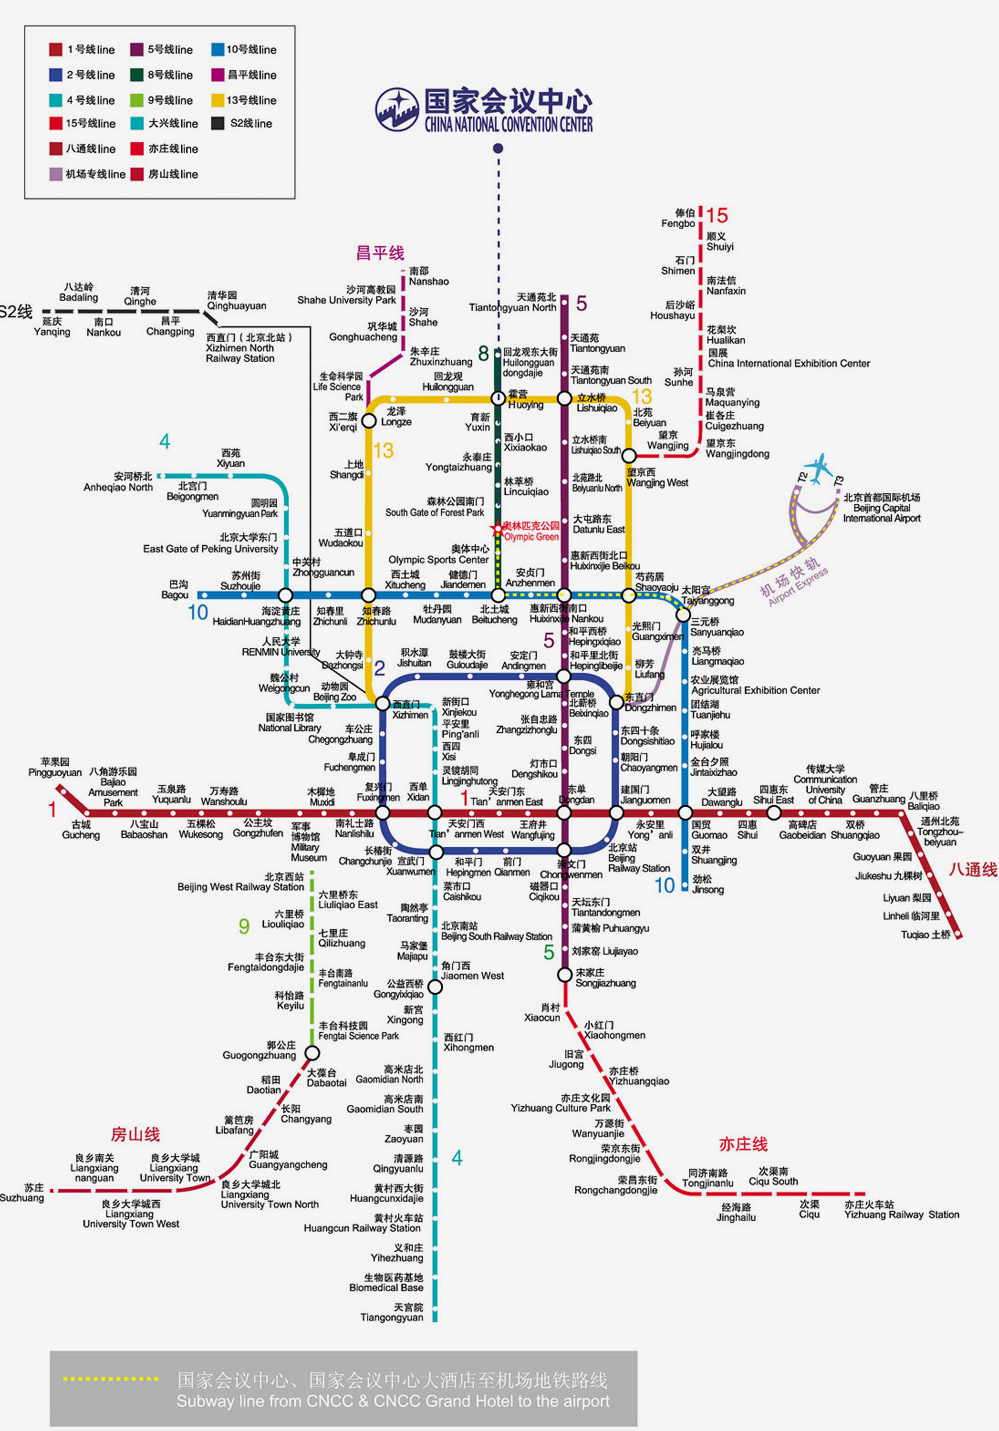 1号线line
5号线line
10号线line
2号线line
8号线line
昌平线line
4号线line
9号线line
13号线line
15号线line
大兴线line
S2线line
八通线line
亦庄线line
机场专线line
房山线line
国家会议中心
CHINA NATIONAL CONVENTION CENTER
俸伯
Fengbo
15
顺义
Shuiyi
石门
Shimen
南法信
Nanfaxin
后沙峪
Houshayu
花梨坎
Hualikan
国展
China International Exhibition Center
孙河
Sunhe
马泉营
Maquanying
崔各庄
Cuigezhuang
望京
Wangjing
望京东
Wangjingdong
昌平线
南邵
Nanshao
沙河高教园
Shahe University Park
沙河
Shahe
巩华城
Gonghuacheng
朱辛庄
Zhuxinzhuang
生命科学园
Life Science
Park
西二旗
Xi'erqi
S2线
八达岭
Badaling
清河
Qinghe
清华园
Qinghuayuan
延庆
Yanqing
南口
Nankou
昌平
Changping
西直门（北京北站）
Xizhimen North
Railway Station
天通苑北
Tiantongyuan North
5
天通苑
Tiantongyuan
天通苑南
Tiantongyuan South
8
回龙观东大街
Huilongguan
dongdajie
回龙观
Huilongguan
龙泽
Longze
霍营
Huoying
立水桥
Lishuiqiao
13
北苑
Beiyuan
育新
Yuxin
西小口
Xixiaokao
永泰庄
Yongtaizhuang
林萃桥
Lincuiqiao
森林公园南门
South Gate of Forest Park
奥林匹克公园
Olympic Green
奥体中心
Olympic Sports Center
立水桥南
Lishuiqiao South
北苑路北
Beiyuanlu North
大屯路东
Datunlu East
惠新西街北口
Huixinxijie Beikou
望京西
Wangjing West
T2
T3
北京首都国际机场
Beijing Capital
International Airport
机场快轨
Airport Express
4
安河桥北
Anheqiao North
西苑
Xiyuan
北宫门
Beigongmen
圆明园
Yuanmingyuan Park
北京大学东门
East Gate of Peking University
中关村
Zhongguancun
13
上地
Shangdi
五道口
Wudaokou
巴沟
Bagou
10
苏州街
Suzhoujie
海淀黄庄
HaidianHuangzhuang
知春里
Zhichunli
知春路
Zhichunlu
西土城
Xitucheng
牡丹园
Mudanyuan
健德门
Jiandemen
北土城
Beitucheng
安贞门
Anzhenmen
惠新西街南口
Huixinxijie Nankou
芍药居
Shaoyaoju
太阳宫
Taiyanggong
三元桥
Sanyuanqiao
亮马桥
Liangmaqiao
农业展览馆
Agricultural Exhibition Center
团结湖
Tuanjiehu
呼家楼
Hujialou
金台夕照
Jintaixizhao
人民大学
RENMIN University
魏公村
Weigongcun
国家图书馆
National Library
动物园
Beijing Zoo
大钟寺
Dazhongsi
2
积水潭
Jishuitan
鼓楼大街
Guloudajie
安定门
Andingmen
雍和宫
Yonghegong Lama Temple
5
和平西桥
Hepingxiqiao
和平里北街
Hepinglibeijie
光熙门
Guangximen
柳芳
Liufang
东直门
Dongzhimen
西直门
Xizhimen
车公庄
Chegongzhuang
阜成门
Fuchengmen
复兴门
Fuxingmen
新街口
Xinjiekou
平安里
Ping'anli
西四
Xisi
灵镜胡同
Lingjinghutong
西单
Xidan
北新桥
Beixinqiao
张自忠路
Zhangzizhonglu
东四
Dongsi
灯市口
Dengshikou
东单
Dongdan
东四十条
Dongsishitiao
朝阳门
Chaoyangmen
建国门
Jianguomen
苹果园
Pingguoyuan
1
古城
Gucheng
八角游乐园
Bajiao
Amusement
Park
八宝山
Babaoshan
玉泉路
Yuquanlu
五棵松
Wukesong
万寿路
Wanshoulu
公主坟
Gongzhufen
军事
博物馆
Military
Museum
木樨地
Muxidi
南礼士路
Nanlishilu
1
天安门西
Tian'anmen West
天安门东
Tian'anmen East
王府井
Wangfujing
永安里
Yong'anli
国贸
Guomao
大望路
Dawanglu
四惠
Sihui
四惠东
Sihui East
高碑店
Gaobeidian
传媒大学
Communication
University
of China
双桥
Shuangqiao
管庄
Guanzhuang
八里桥
Baliqiao
通州北苑
Tongzhou-
beiyuan
Guoyuan 果园
八通线
Jiukeshu 九棵树
Liyuan 梨园
Linheli 临河里
Tuqiao 土桥
双井
Shuangjing
10
劲松
Jinsong
长椿街
Changchunjie
宣武门
Xuanwumen
和平门
Hepingmen
前门
Qianmen
崇文门
Chongwenmen
北京站
Beijing
Railway Station
菜市口
Caishikou
陶然亭
Taoranting
北京南站
Beijing South Railway Station
马家堡
Majiapu
角门西
Jiaomen West
公益西桥
Gongyixiqiao
新宫
Xingong
西红门
Xihongmen
高米店北
Gaomidian North
高米店南
Gaomidian South
枣园
Zaoyuan
清源路
Qingyuanlu
4
黄村西大街
Huangcunxidajie
黄村火车站
Huangcun Railway Station
义和庄
Yihezhuang
生物医药基地
Biomedical Base
天宫院
Tiangongyuan
磁器口
Ciqikou
天坛东门
Tiantandongmen
蒲黄榆 Puhuangyu
5
刘家窑 Liujiayao
宋家庄
Songjiazhuang
肖村
Xiaocun
小红门
Xiaohongmen
旧宫
Jiugong
亦庄桥
Yizhuangqiao
亦庄文化园
Yizhuang Culture Park
万源街
Wanyuanjie
荣京东街
Rongjingdongjie
荣昌东街
Rongchangdongjie
亦庄线
同济南路
Tongjinanlu
经海路
Jinghailu
次渠南
Ciqu South
次渠
Ciqu
亦庄火车站
Yizhuang Railway Station
北京西站
Beijing West Railway Station
9
六里桥东
Liuliqiao East
六里桥
Liouliqiao
七里庄
Qilizhuang
丰台东大街
Fengtaidongdajie
丰台南路
Fengtainanlu
科怡路
Keyilu
丰台科技园
Fengtai Science Park
郭公庄
Guogongzhuang
大葆台
Dabaotai
稻田
Daotian
长阳
Changyang
篱笆房
Libafang
广阳城
Guangyangcheng
房山线
良乡大学城北
Liangxiang
University Town North
良乡大学城
Liangxiang
University Town
良乡大学城西
Liangxiang
University Town West
良乡南关
Liangxiang
nanguan
苏庄
Suzhuang
国家会议中心、国家会议中心大酒店至机场地铁路线
Subway line from CNCC & CNCC Grand Hotel to the airport